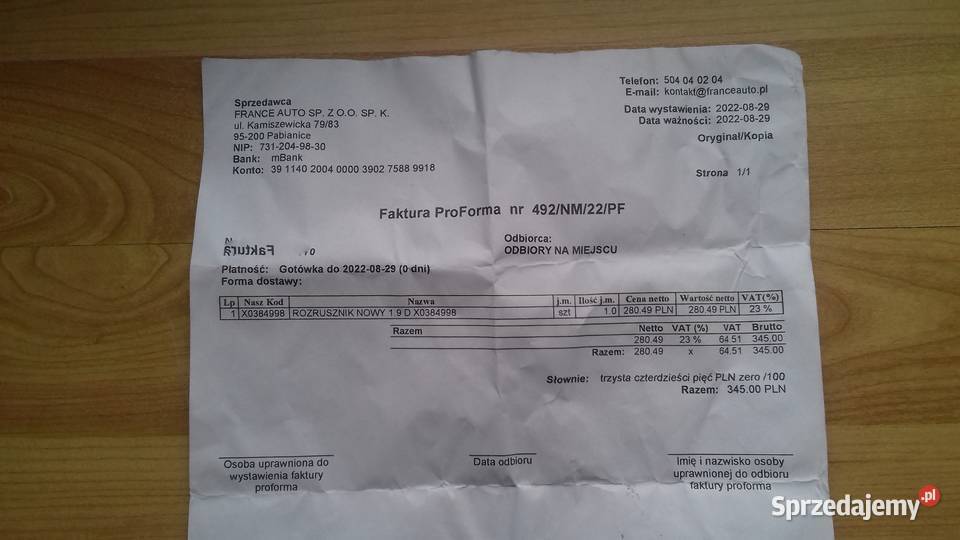 Telefon: 504 04 02 04
E-mail: kontakt@franceauto.pl
Data wystawienia: 2022-08-29
Data ważności: 2022-08-29
Oryginał/Kopia
Strona 1/1
Sprzedawca
FRANCE AUTO SP. Z O.O. SP. K.
ul. Kamiszewicka 79/83
95-200 Pabianice
NIP: 731-204-98-30
Bank: mBank
Konto: 39 1140 2004 0000 3902 7588 9918
Faktura ProForma nr 492/NM/22/PF
Faktura
Odbiorca:
ODBIORY NA MIEJSCU
Płatność: Gotówka do 2022-08-29 (0 dni)
Forma dostawy:
Lp Nasz Kod Nazwa j.m. Ilość j.m. Cena netto Wartość netto VAT(%)
1 X0384998 ROZRUSZNIK NOWY 1.9 D X0384998 szt 1.0 280.49 PLN 280.49 PLN 23 %
Razem Netto VAT (%) VAT Brutto
280.49 23 % 64.51 345.00
Razem: 280.49 x 64.51 345.00
Słownie: trzysta czterdzieści pięć PLN zero /100
Razem: 345.00 PLN
Osoba uprawniona do
wystawienia faktury
proforma
Data odbioru
Imię i nazwisko osoby
uprawnionej do odbioru
faktury proforma
Sprzedajemy.pl